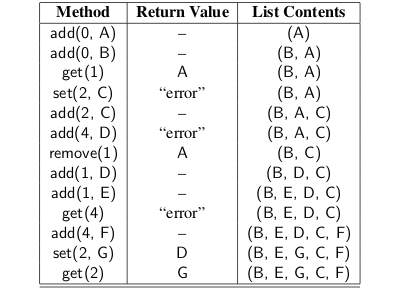 Method Return Value List Contents
add(0, A) – (A)
add(0, B) – (B, A)
get(1) A (B, A)
set(2, C) “error” (B, A)
add(2, C) – (B, A, C)
add(4, D) “error” (B, A, C)
remove(1) A (B, C)
add(1, D) – (B, D, C)
add(1, E) – (B, E, D, C)
get(4) “error” (B, E, D, C)
add(4, F) – (B, E, D, C, F)
set(2, G) D (B, E, G, C, F)
get(2) G (B, E, G, C, F)